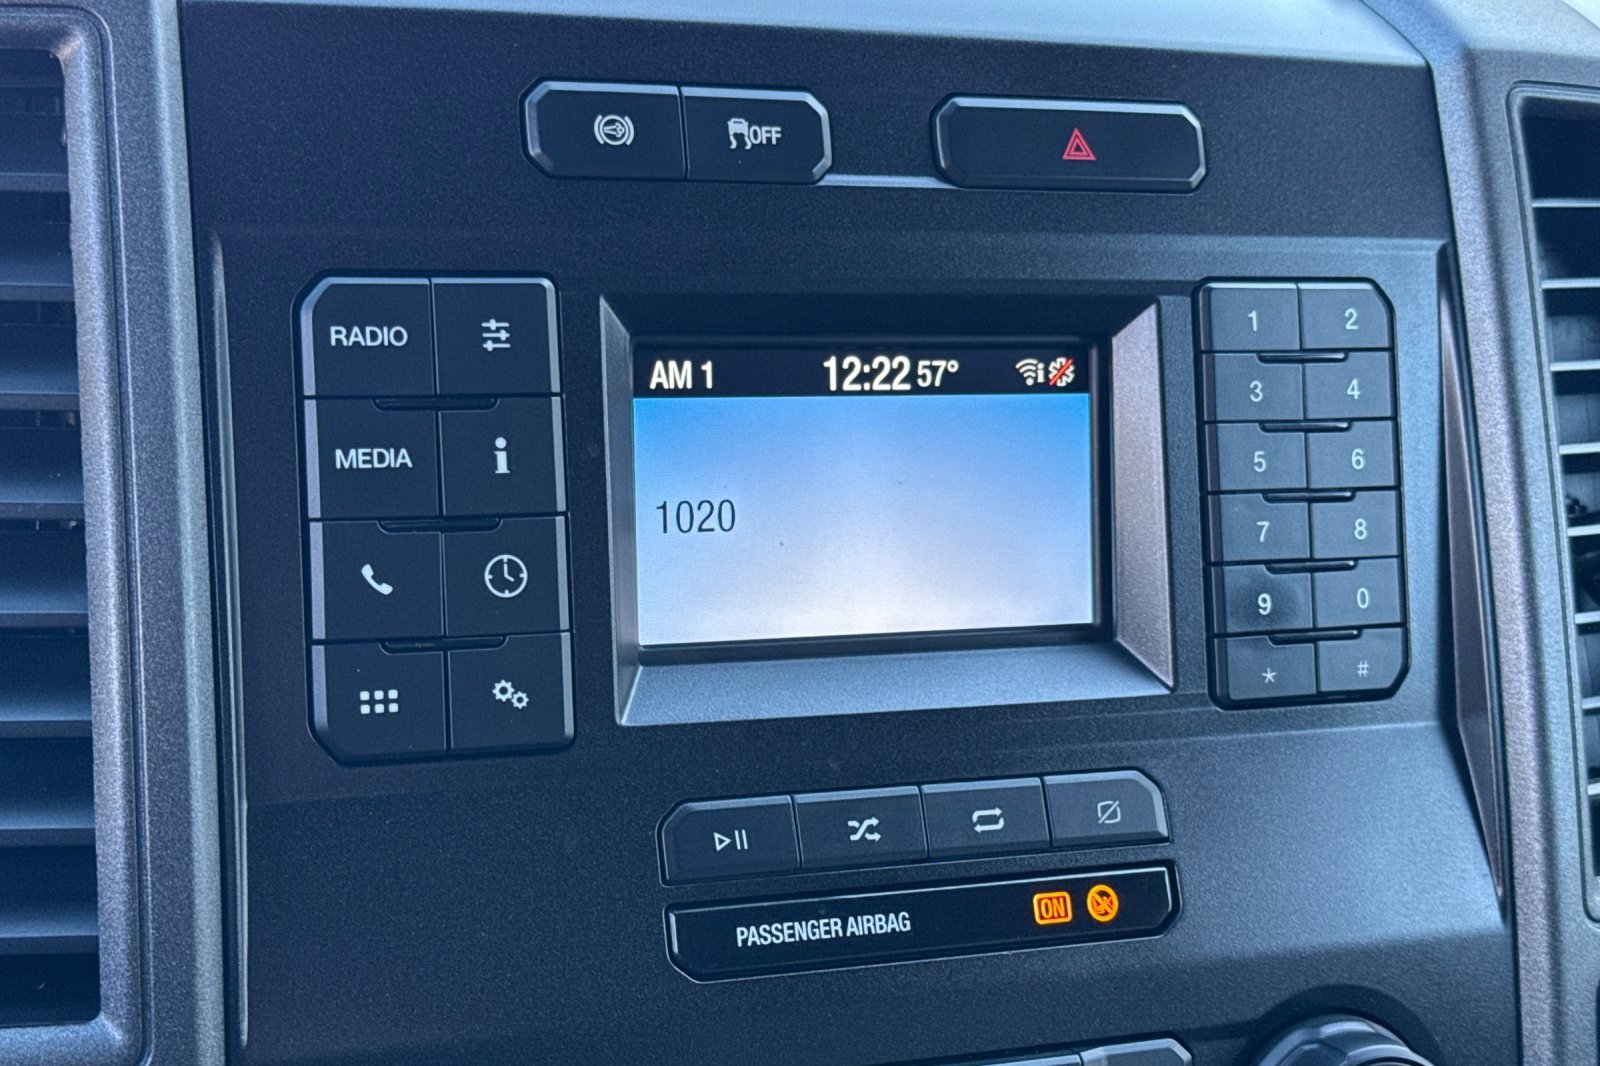 OFF
RADIO
MEDIA
AM 1 12:22 57°
1020
1 2
3 4
5 6
7 8
9 0
* #
PASSENGER AIRBAG ON